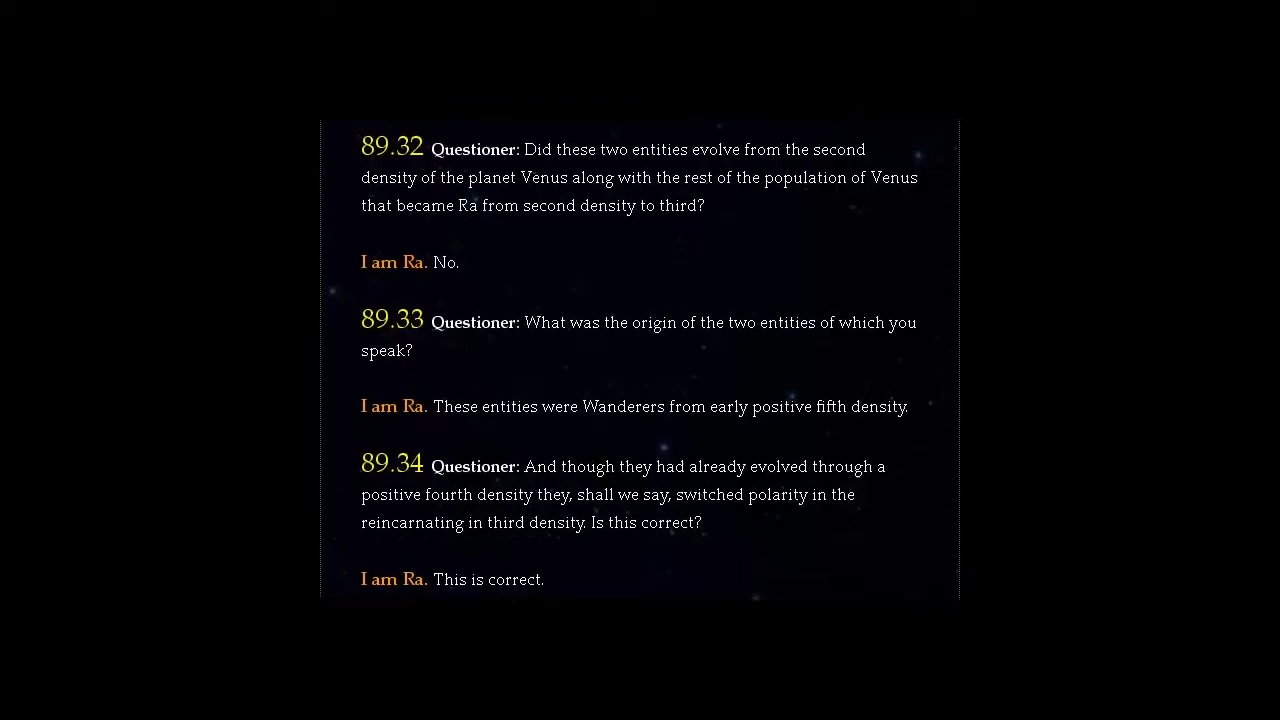 89.32 Questioner: Did these two entities evolve from the second
density of the planet Venus along with the rest of the population of Venus
that became Ra from second density to third?
I am Ra. No.
89.33 Questioner: What was the origin of the two entities of which you
speak?
I am Ra. These entities were Wanderers from early positive fifth density.
89.34 Questioner: And though they had already evolved through a
positive fourth density they, shall we say, switched polarity in the
reincarnating in third density. Is this correct?
I am Ra. This is correct.